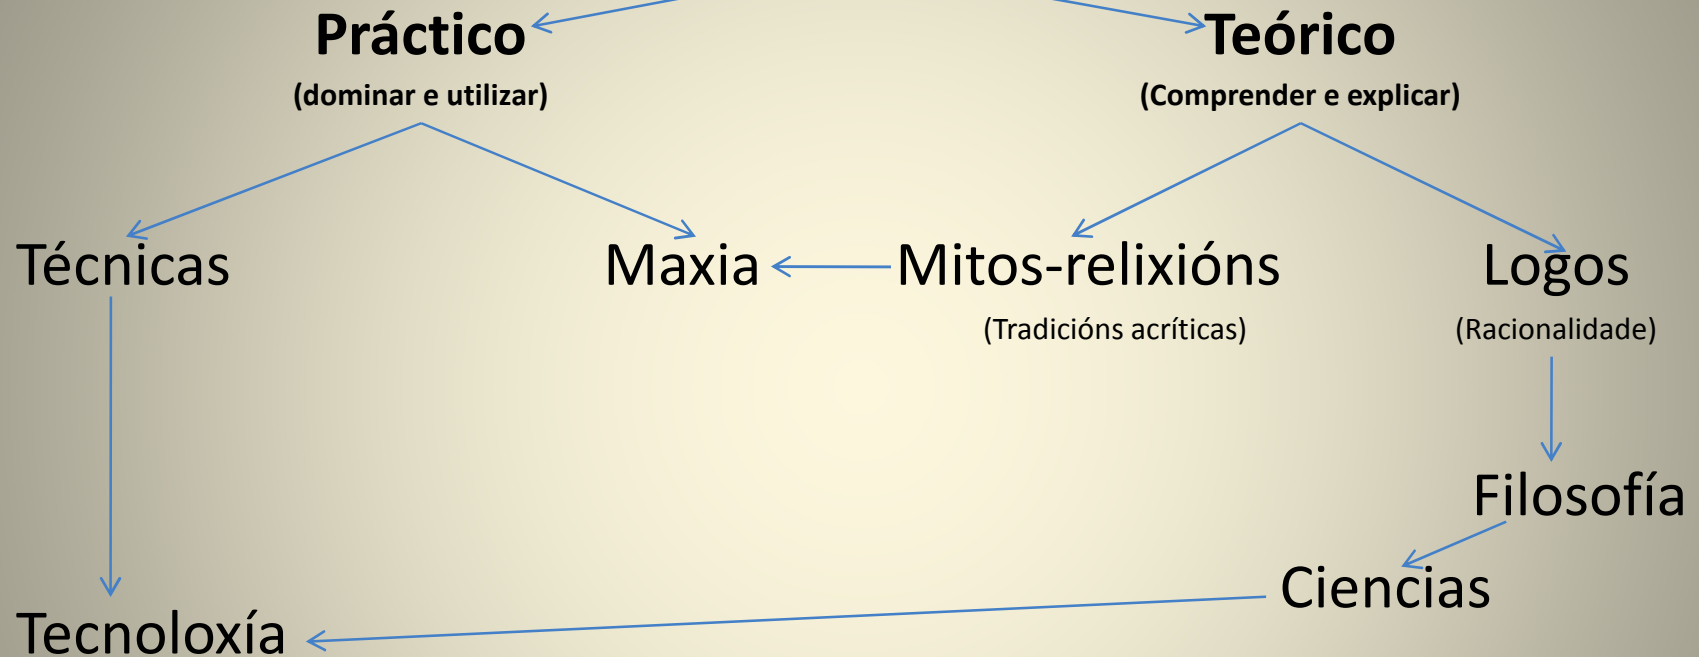 Práctico
Teórico
(dominar e utilizar)
(Comprender e explicar)
Técnicas
Maxia
Mitos-relixións
Logos
(Tradicións acríticas)
(Racionalidade)
Filosofía
Ciencias
Tecnoloxía